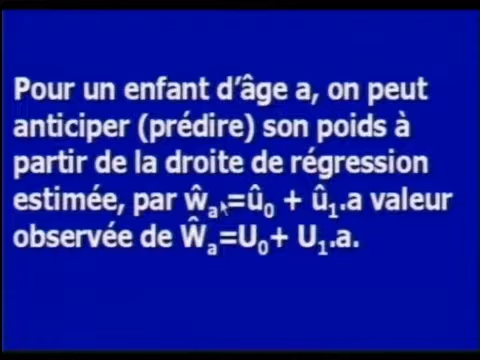 Pour un enfant d'âge a, on peut
anticiper (prédire) son poids à
partir de la droite de régression
estimée, par ŵₐ=û₀ + û₁.a valeur
observée de Ŵₐ=U₀+ U₁.a.